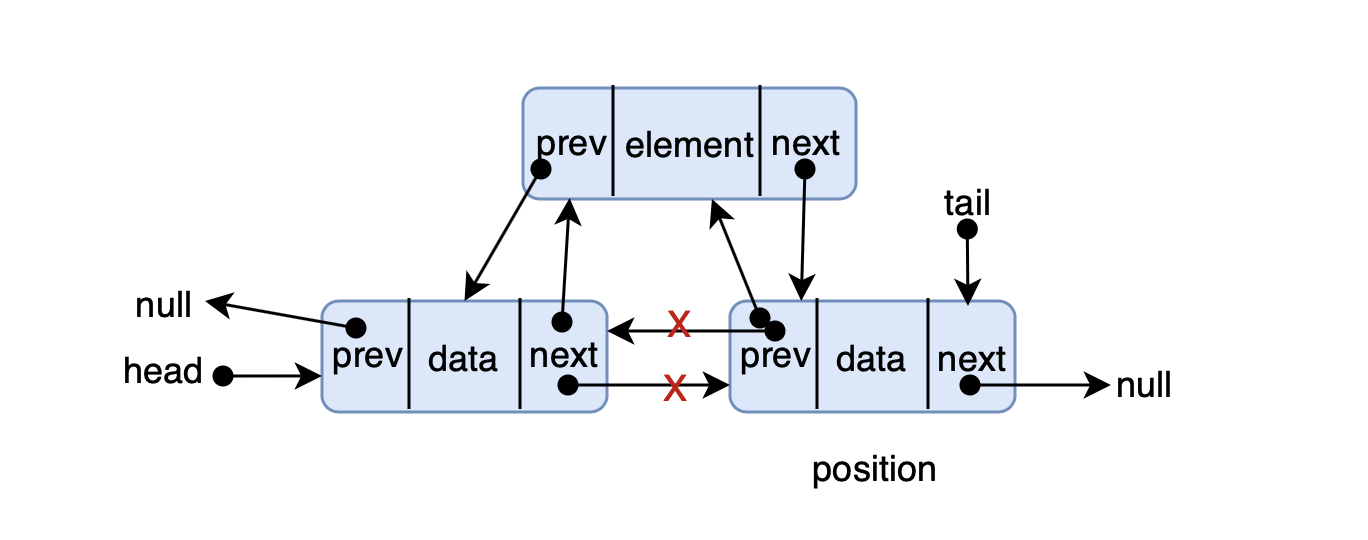 prev element next
tail
null
head
prev data next
X
X
prev data next
null
position